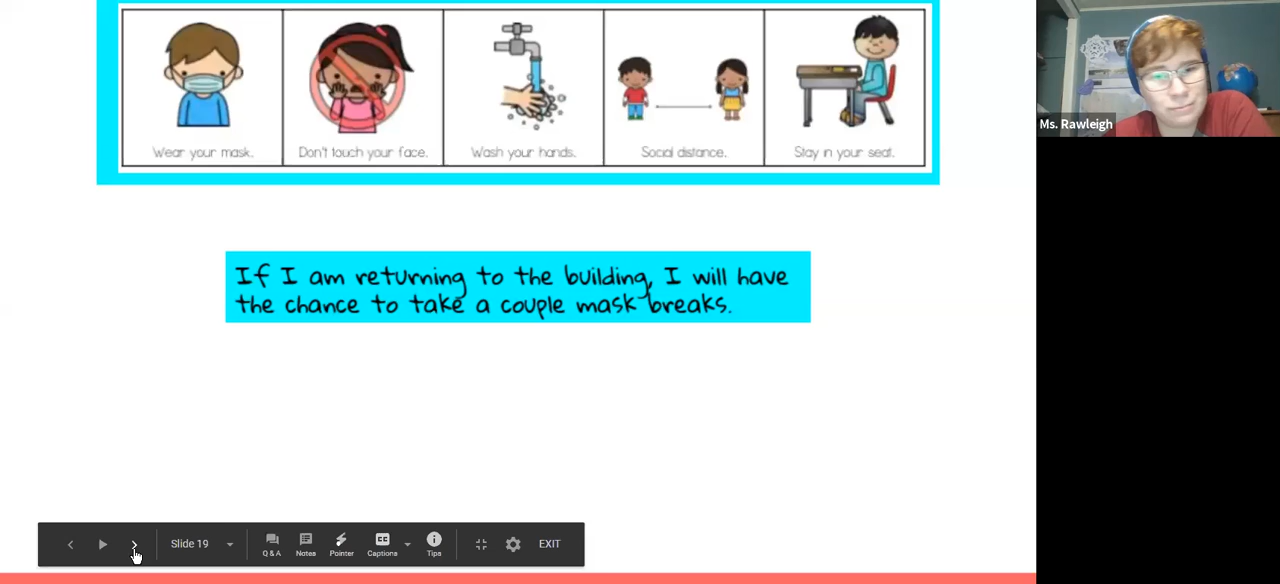 Wear your mask. Don't touch your face. Wash your hands. Social distance. Stay in your seat.
Ms. Rawleigh
If I am returning to the building, I will have
the chance to take a couple mask breaks.
Slide 19 Q & A Notes Pointer Captions Tips EXIT